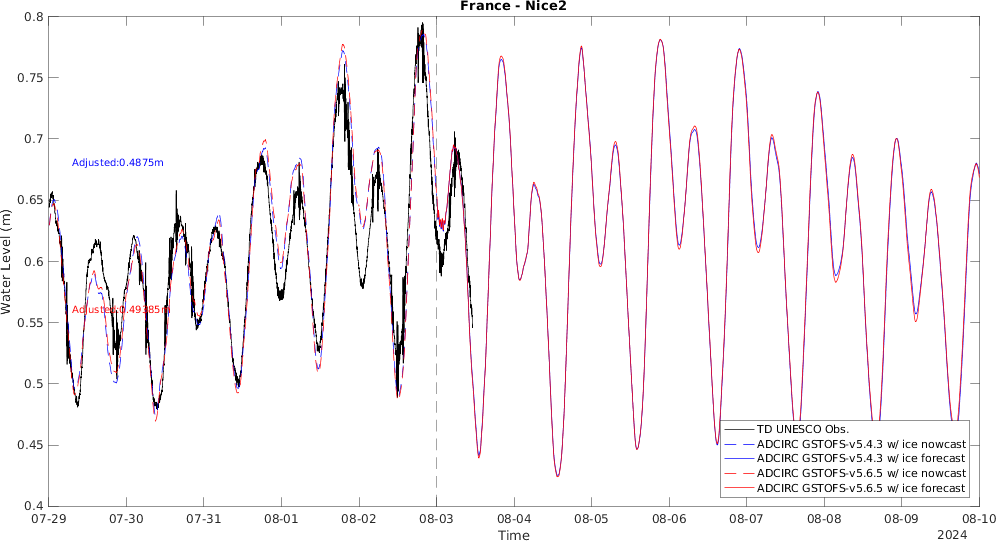 France - Nice2
0.8
0.75
0.7
0.65
0.6
0.55
0.5
0.45
0.4
Water Level (m)
Adjusted:0.4875m
Adjusted:0.49385m
TD UNESCO Obs.
ADCIRC GSTOFS-v5.4.3 w/ ice nowcast
ADCIRC GSTOFS-v5.4.3 w/ ice forecast
ADCIRC GSTOFS-v5.6.5 w/ ice nowcast
ADCIRC GSTOFS-v5.6.5 w/ ice forecast
07-29 07-30 07-31 08-01 08-02 08-03 08-04 08-05 08-06 08-07 08-08 08-09 08-10
Time
2024